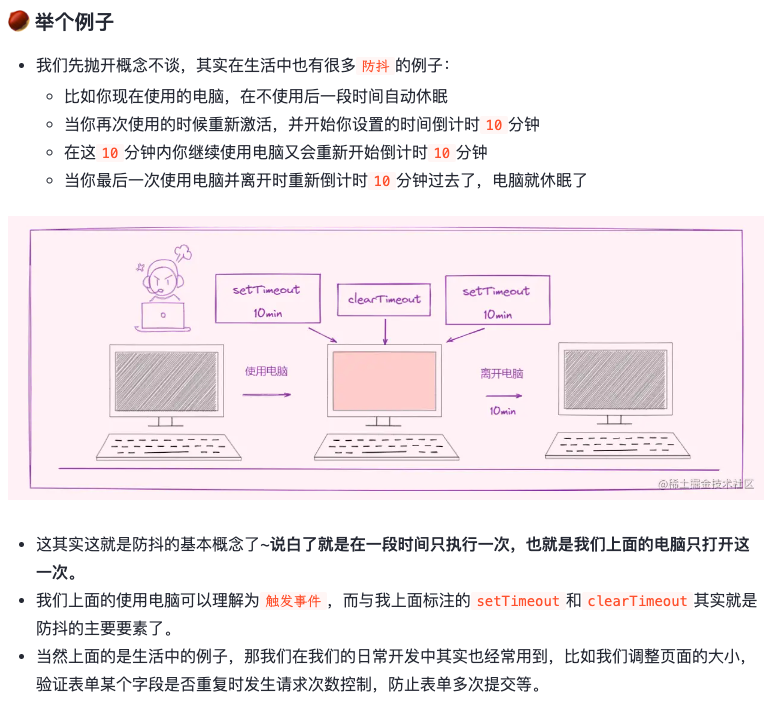 举个例子
我们先抛开概念不谈，其实在生活中也有很多 防抖 的例子：
比如你现在使用的电脑，在不使用后一段时间自动休眠
当你再次使用的时候重新激活，并开始你设置的时间倒计时 10 分钟
在这 10 分钟内你继续使用电脑又会重新开始倒计时 10 分钟
当你最后一次使用电脑并离开时重新倒计时 10 分钟过去了，电脑就休眠了
setTimeout
10min
clearTimeout
setTimeout
10min
使用电脑
离开电脑
10min
@稀土掘金技术社区
这其实这就是防抖的基本概念了~说白了就是在一段时间只执行一次，也就是我们上面的电脑只打开这
一次。
我们上面的使用电脑可以理解为 触发事件 ，而与我上面标注的 setTimeout 和 clearTimeout 其实就是
防抖的主要要素了。
当然上面的是生活中的例子，那我们在我们的日常开发中其实也经常用到，比如我们调整页面的大小，
验证表单某个字段是否重复时发生请求次数控制，防止表单多次提交等。